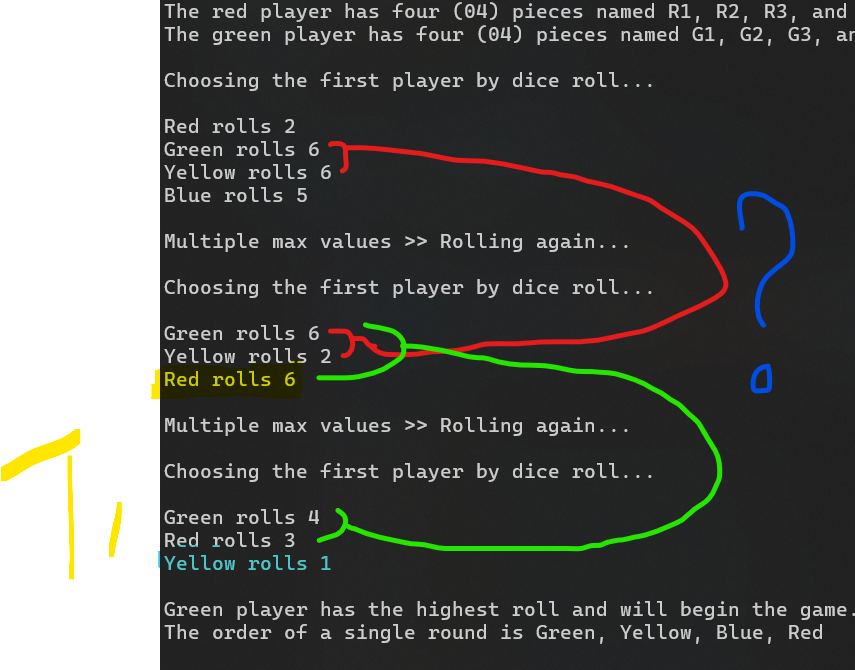 The red player has four (04) pieces named R1, R2, R3, and
The green player has four (04) pieces named G1, G2, G3, an
Choosing the first player by dice roll...
Red rolls 2
Green rolls 6
Yellow rolls 6
Blue rolls 5
Multiple max values >> Rolling again...
Choosing the first player by dice roll...
Green rolls 6
Yellow rolls 2
Red rolls 6
Multiple max values >> Rolling again...
Choosing the first player by dice roll...
Green rolls 4
Red rolls 3
Yellow rolls 1
Green player has the highest roll and will begin the game.
The order of a single round is Green, Yellow, Blue, Red
?